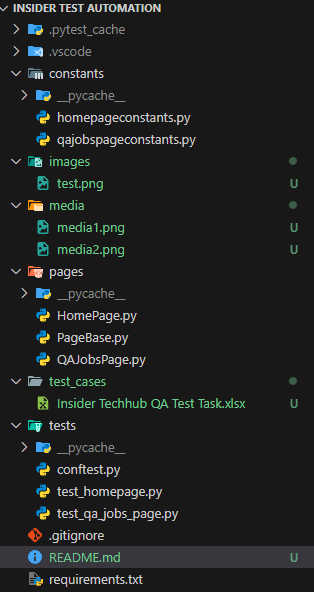 INSIDER TEST AUTOMATION
.pytest_cache
.vscode
constants
__pycache__
homepageconstants.py
qajobspageconstants.py
images
test.png U
media
media1.png U
media2.png U
pages
__pycache__
HomePage.py
PageBase.py
QAJobsPage.py
test_cases
Insider Techhub QA Test Task.xlsx U
tests
__pycache__
conftest.py
test_homepage.py
test_qa_jobs_page.py
.gitignore
README.md U
requirements.txt